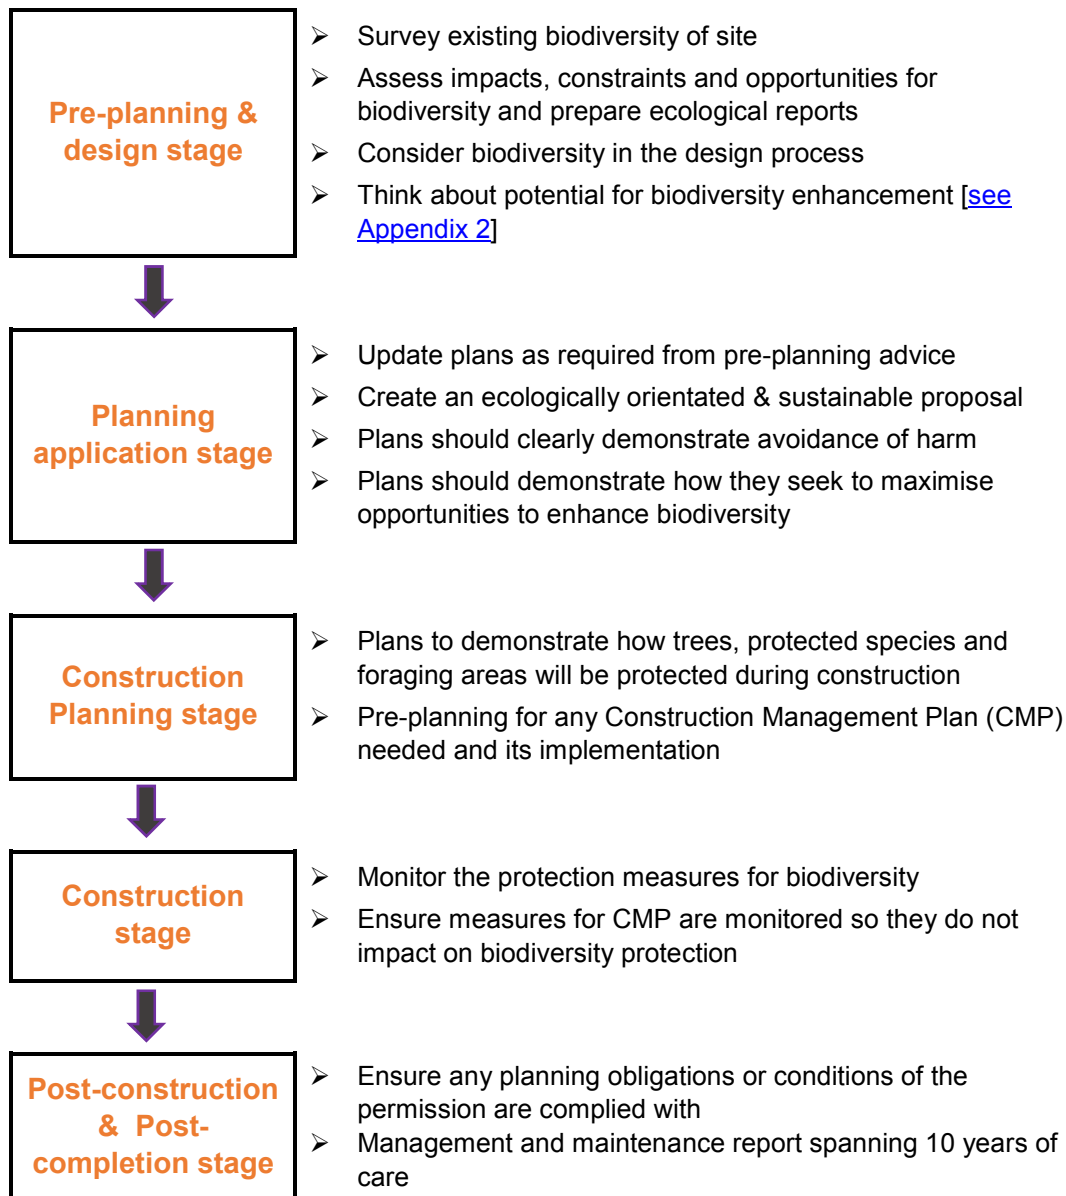 Pre-planning &
design stage
➢ Survey existing biodiversity of site
➢ Assess impacts, constraints and opportunities for
biodiversity and prepare ecological reports
➢ Consider biodiversity in the design process
➢ Think about potential for biodiversity enhancement [see
Appendix 2]
Planning
application stage
➢ Update plans as required from pre-planning advice
➢ Create an ecologically orientated & sustainable proposal
➢ Plans should clearly demonstrate avoidance of harm
➢ Plans should demonstrate how they seek to maximise
opportunities to enhance biodiversity
Construction
Planning stage
➢ Plans to demonstrate how trees, protected species and
foraging areas will be protected during construction
➢ Pre-planning for any Construction Management Plan (CMP)
needed and its implementation
Construction
stage
➢ Monitor the protection measures for biodiversity
➢ Ensure measures for CMP are monitored so they do not
impact on biodiversity protection
Post-construction
& Post-
completion stage
➢ Ensure any planning obligations or conditions of the
permission are complied with
➢ Management and maintenance report spanning 10 years of
care